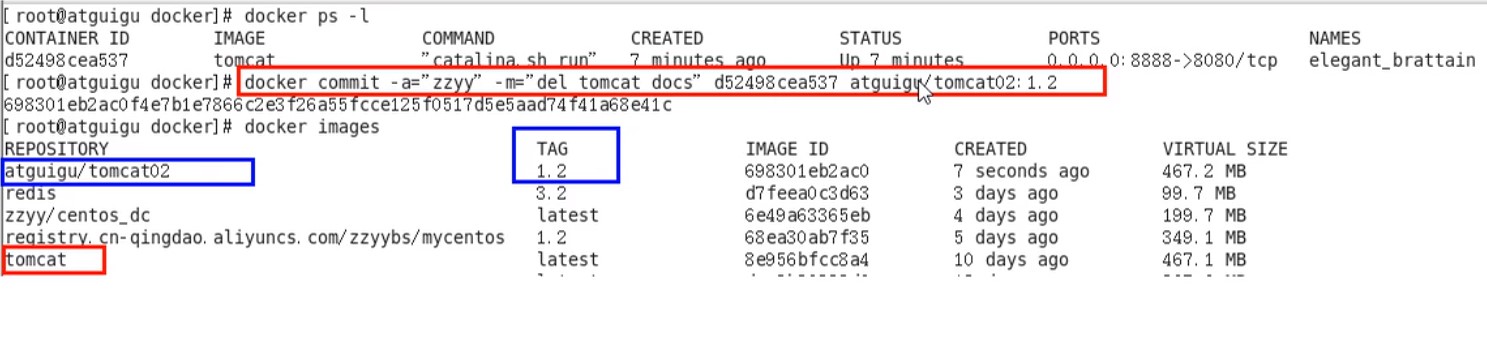 [root@atguigu docker]# docker ps -l
CONTAINER ID IMAGE COMMAND CREATED STATUS PORTS NAMES
d52498cea537 tomcat "catalina.sh run" 7 minutes ago Up 7 minutes 0.0.0.0:8888->8080/tcp elegant_brattain
[root@atguigu docker]# docker commit -a="zzyy" -m="del tomcat docs" d52498cea537 atguigu/tomcat02:1.2
698301eb2ac0f4e7b1e7866c2e3f26a55fcce125f0517d5e5aad74f41a68e41c
[root@atguigu docker]# docker images
REPOSITORY TAG IMAGE ID CREATED VIRTUAL SIZE
atguigu/tomcat02 1.2 698301eb2ac0 7 seconds ago 467.2 MB
redis 3.2 d7feea0c3d63 3 days ago 99.7 MB
zzyy/centos_dc latest 6e49a63365eb 4 days ago 199.7 MB
registry.cn-qingdao.aliyuncs.com/zzyybs/mycentos 1.2 68ea30ab7f35 5 days ago 349.1 MB
tomcat latest 8e956bfcc8a4 10 days ago 467.1 MB